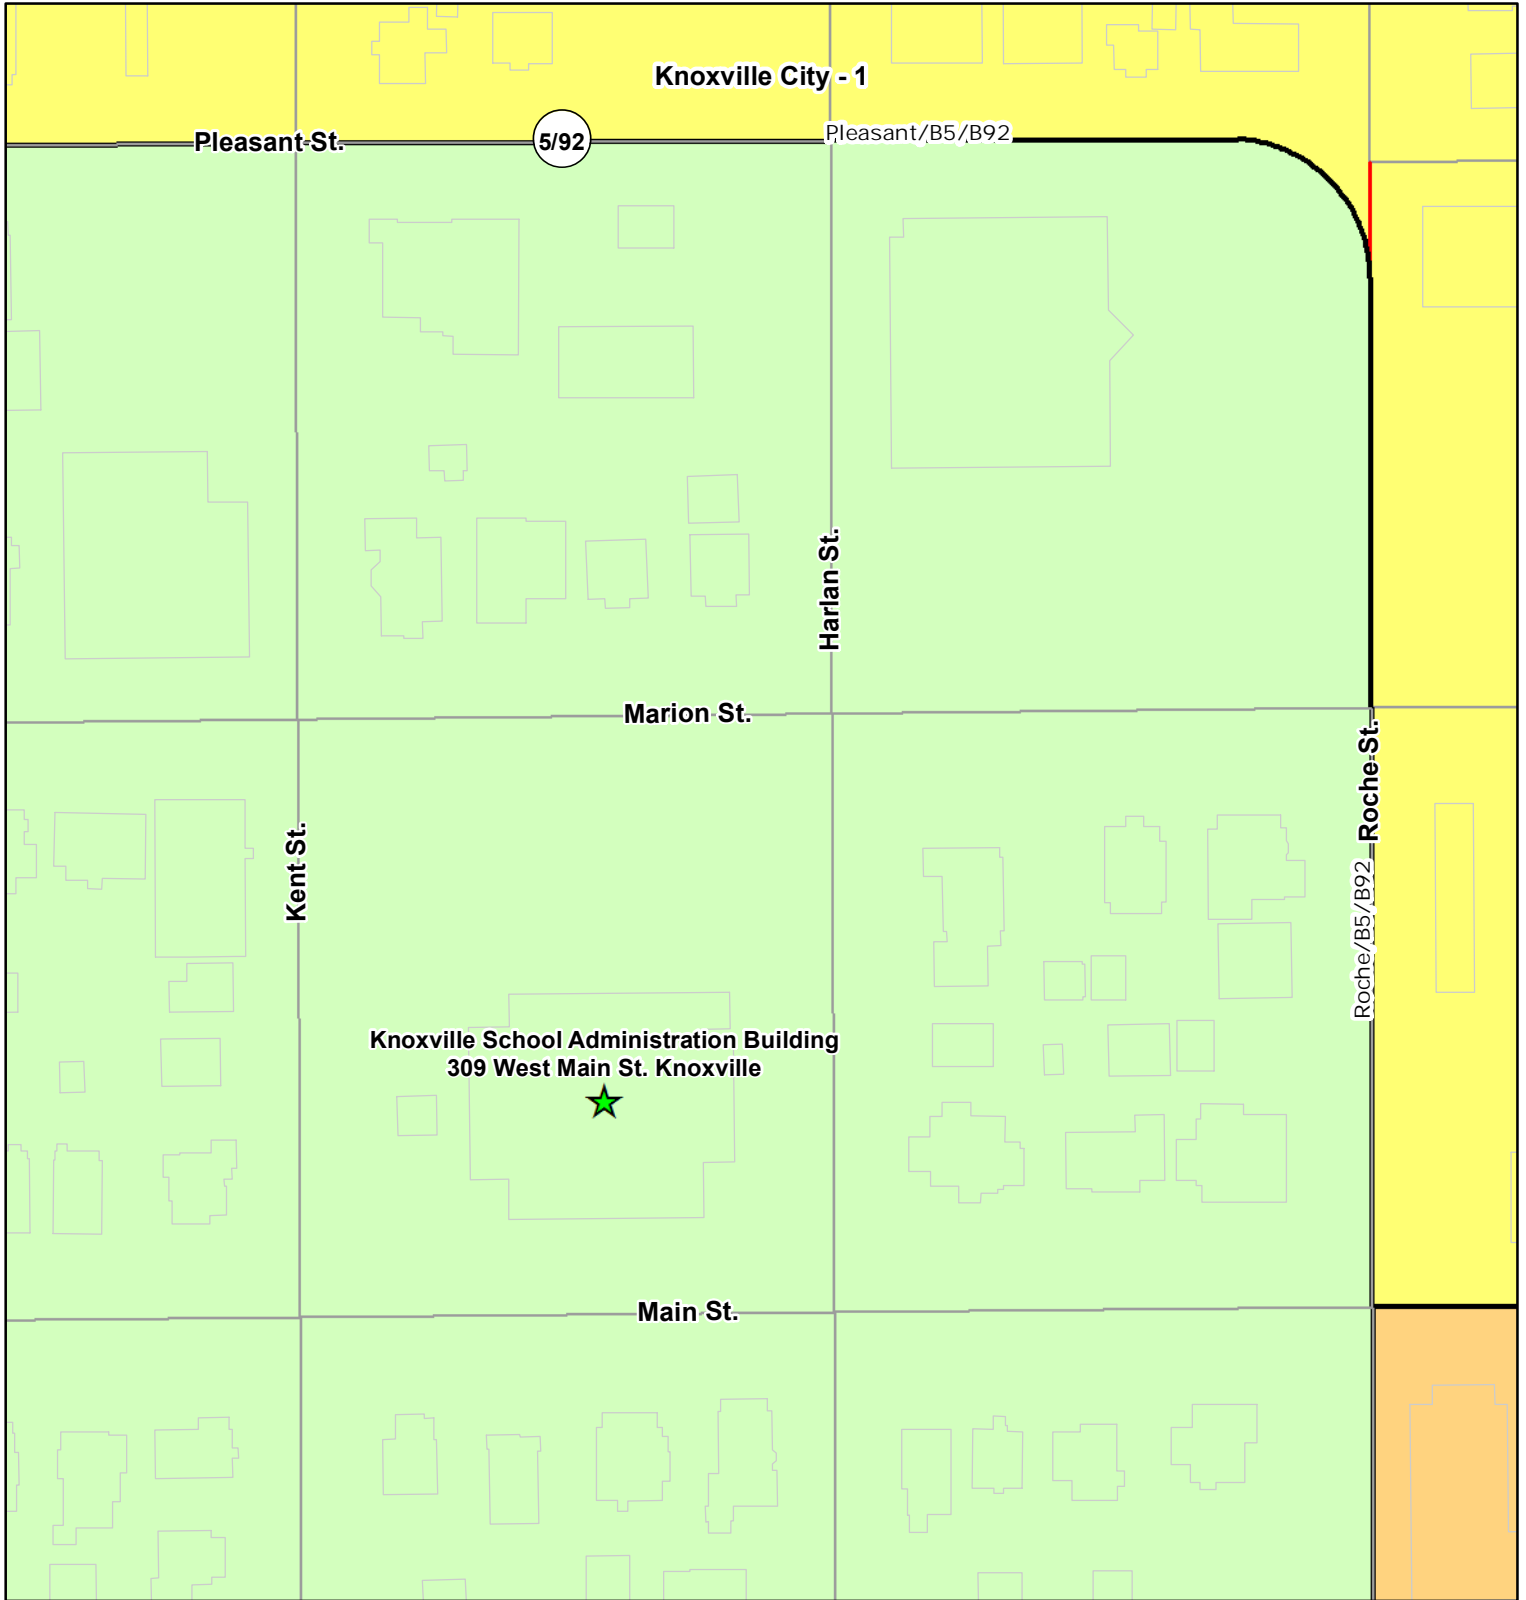 Knoxville City - 1
Pleasant St.
5/92
Pleasant/B5/B92
Harlan St.
Marion St.
Roche St.
Kent St.
Roche/B5/B92
Knoxville School Administration Building
309 West Main St. Knoxville
Main St.